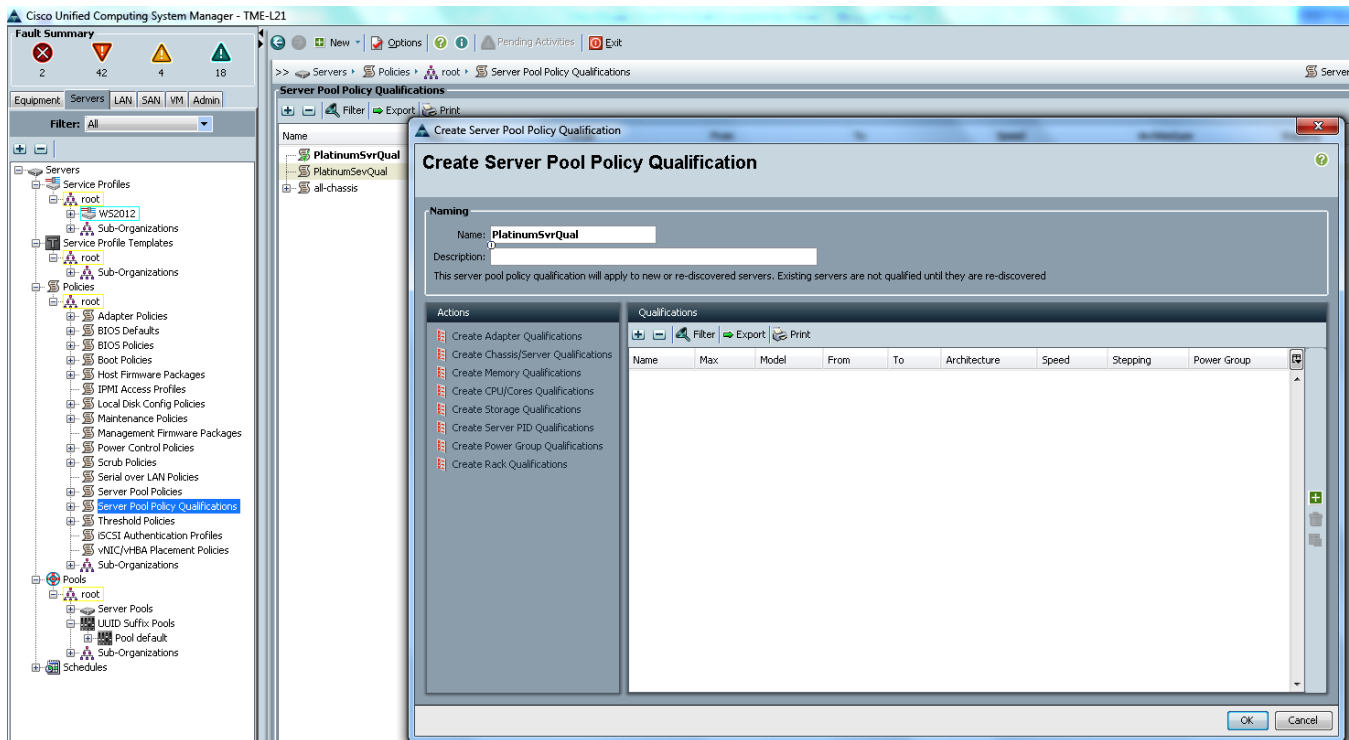 Cisco Unified Computing System Manager - TME-L21
Fault Summary
2 42 4 18
New Options Pending Activities Exit
>> Servers Policies root Server Pool Policy Qualifications
Server
Equipment Servers LAN SAN VM Admin
Filter: All
Servers
Service Profiles
root
WS2012
Sub-Organizations
Service Profile Templates
root
Sub-Organizations
Policies
root
Adapter Policies
BIOS Defaults
BIOS Policies
Boot Policies
Host Firmware Packages
IPMI Access Profiles
Local Disk Config Policies
Maintenance Policies
Management Firmware Packages
Power Control Policies
Scrub Policies
Serial over LAN Policies
Server Pool Policies
Server Pool Policy Qualifications
Threshold Policies
iSCSI Authentication Profiles
vNIC/vHBA Placement Policies
Sub-Organizations
Pools
root
Server Pools
UUID Suffix Pools
Pool default
Sub-Organizations
Schedules
Server Pool Policy Qualifications
Filter Export Print
Name
PlatinumSvrQual
PlatinumSevQual
all-chassis
Create Server Pool Policy Qualification
Create Server Pool Policy Qualification
Naming
Name: PlatinumSvrQual
Description:
This server pool policy qualification will apply to new or re-discovered servers. Existing servers are not qualified until they are re-discovered
Actions
Create Adapter Qualifications
Create Chassis/Server Qualifications
Create Memory Qualifications
Create CPU/Cores Qualifications
Create Storage Qualifications
Create Server PID Qualifications
Create Power Group Qualifications
Create Rack Qualifications
Qualifications
Filter Export Print
Name Max Model From To Architecture Speed Stepping Power Group
OK Cancel